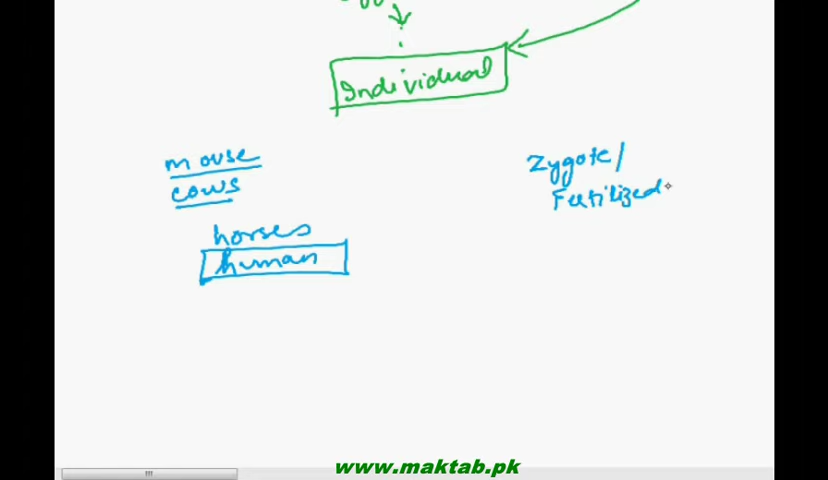 Individual
mouse
cows
horses
human
Zygote/
Fertilized
www.maktab.pk